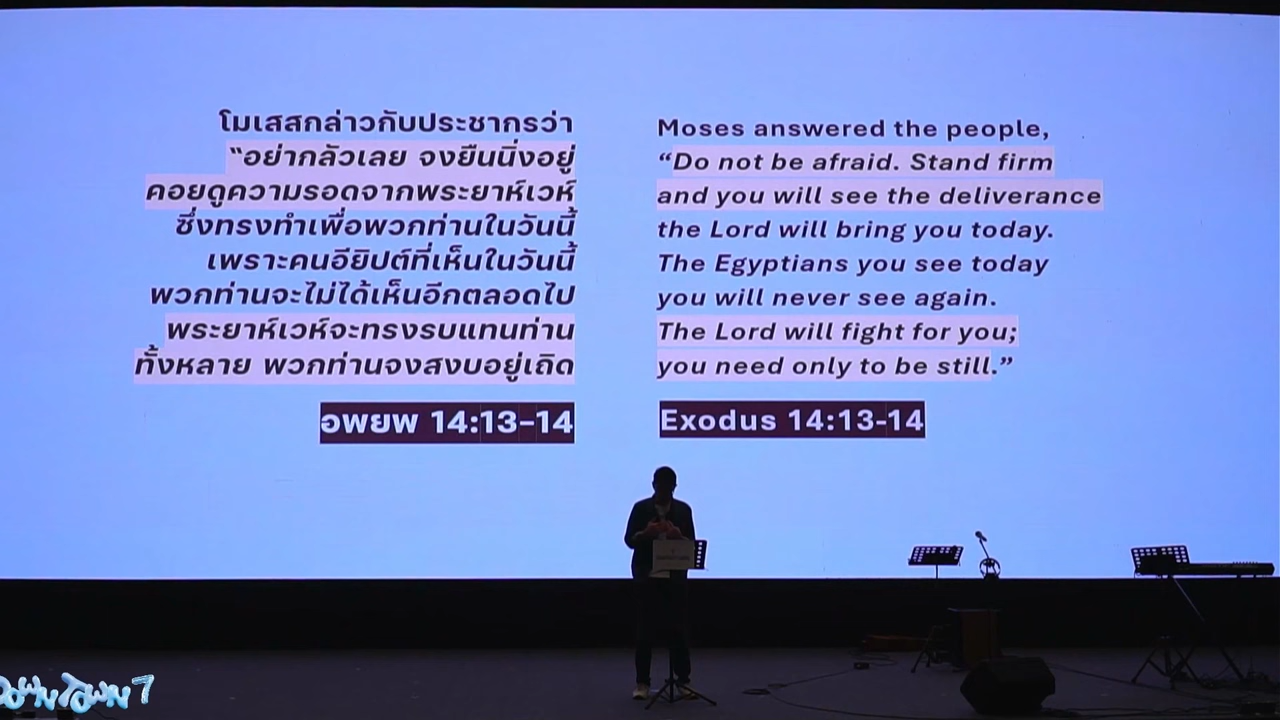 โมเสสกล่าวกับประชากรว่า
“อย่ากลัวเลย จงยืนนิ่งอยู่
คอยดูความรอดจากพระยาห์เวห์
ซึ่งทรงทำเพื่อพวกท่านในวันนี้
เพราะคนอียิปต์ที่เห็นในวันนี้
พวกท่านจะไม่ได้เห็นอีกตลอดไป
พระยาห์เวห์จะทรงรบแทนท่าน
ทั้งหลาย พวกท่านจงสงบอยู่เถิด
อพยพ 14:13–14
Moses answered the people,
“Do not be afraid. Stand firm
and you will see the deliverance
the Lord will bring you today.
The Egyptians you see today
you will never see again.
The Lord will fight for you;
you need only to be still.”
Exodus 14:13-14
DOWNTOWN 7